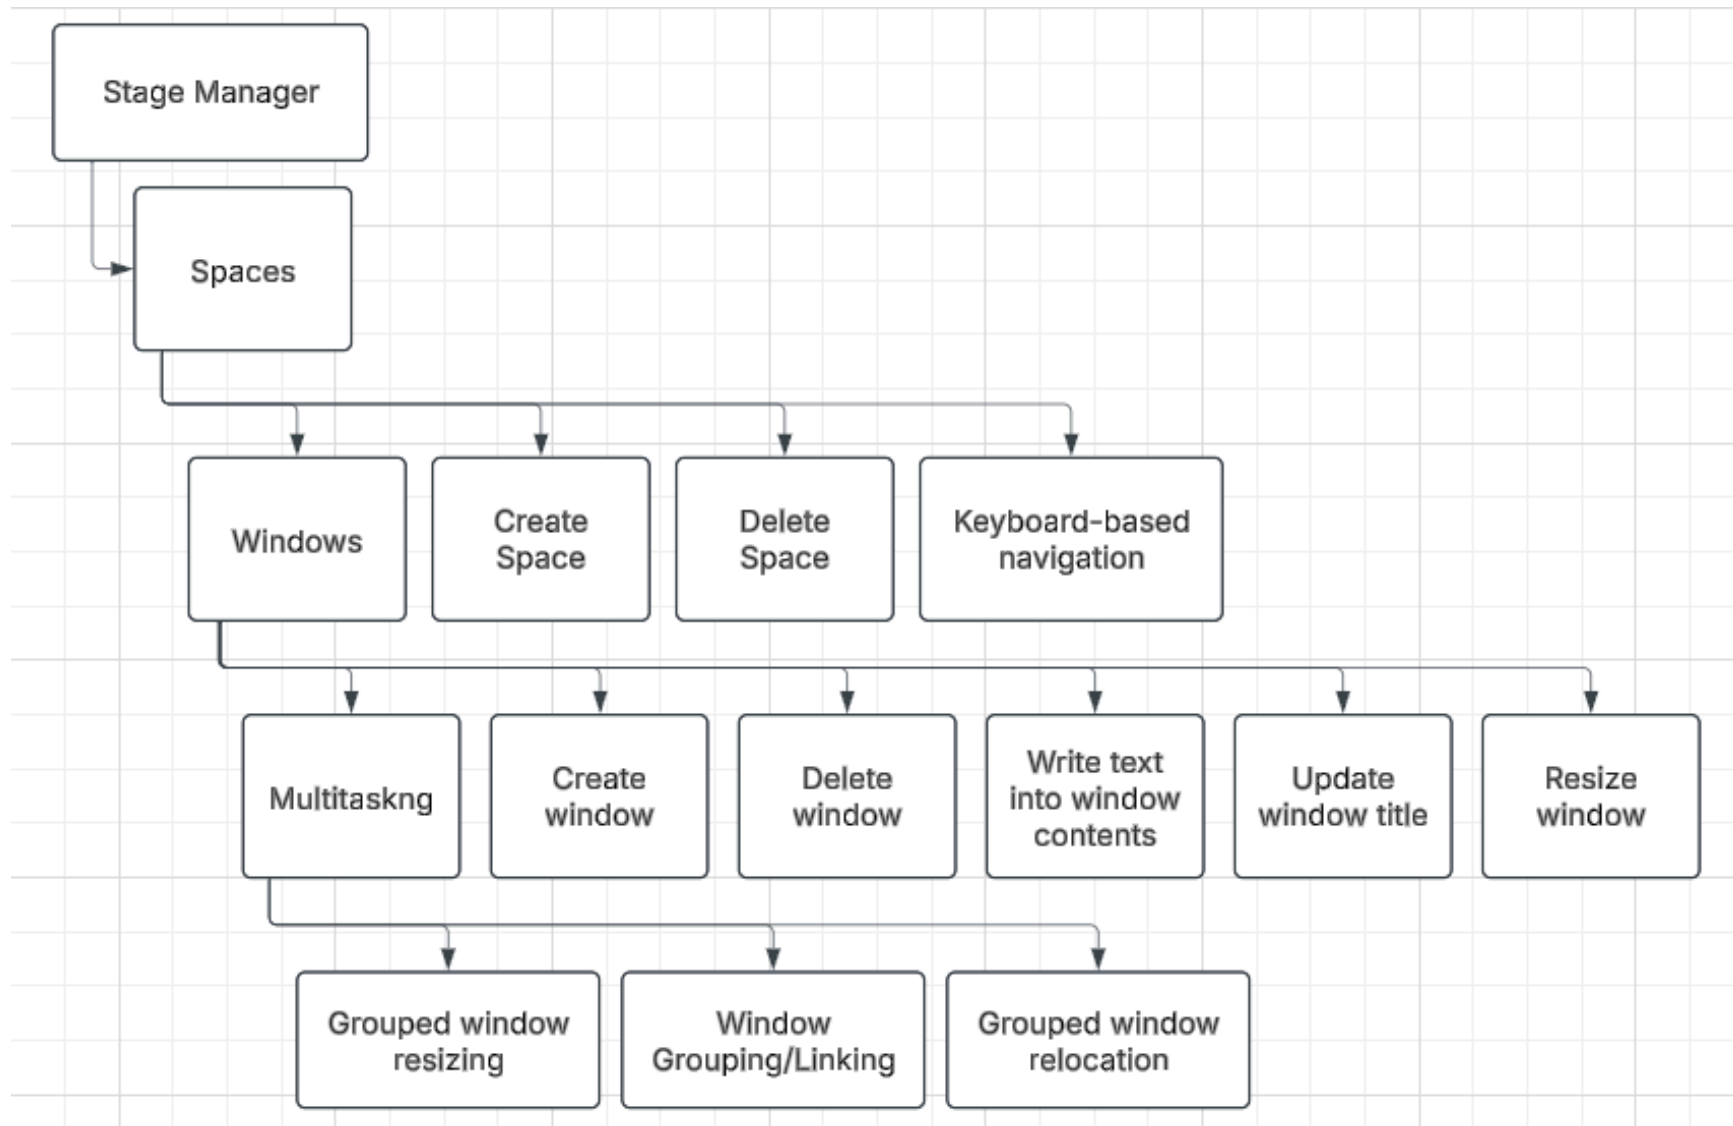 Stage Manager
Spaces
Windows
Create
Space
Delete
Space
Keyboard-based
navigation
Multitaskng
Create
window
Delete
window
Write text
into window
contents
Update
window title
Resize
window
Grouped window
resizing
Window
Grouping/Linking
Grouped window
relocation